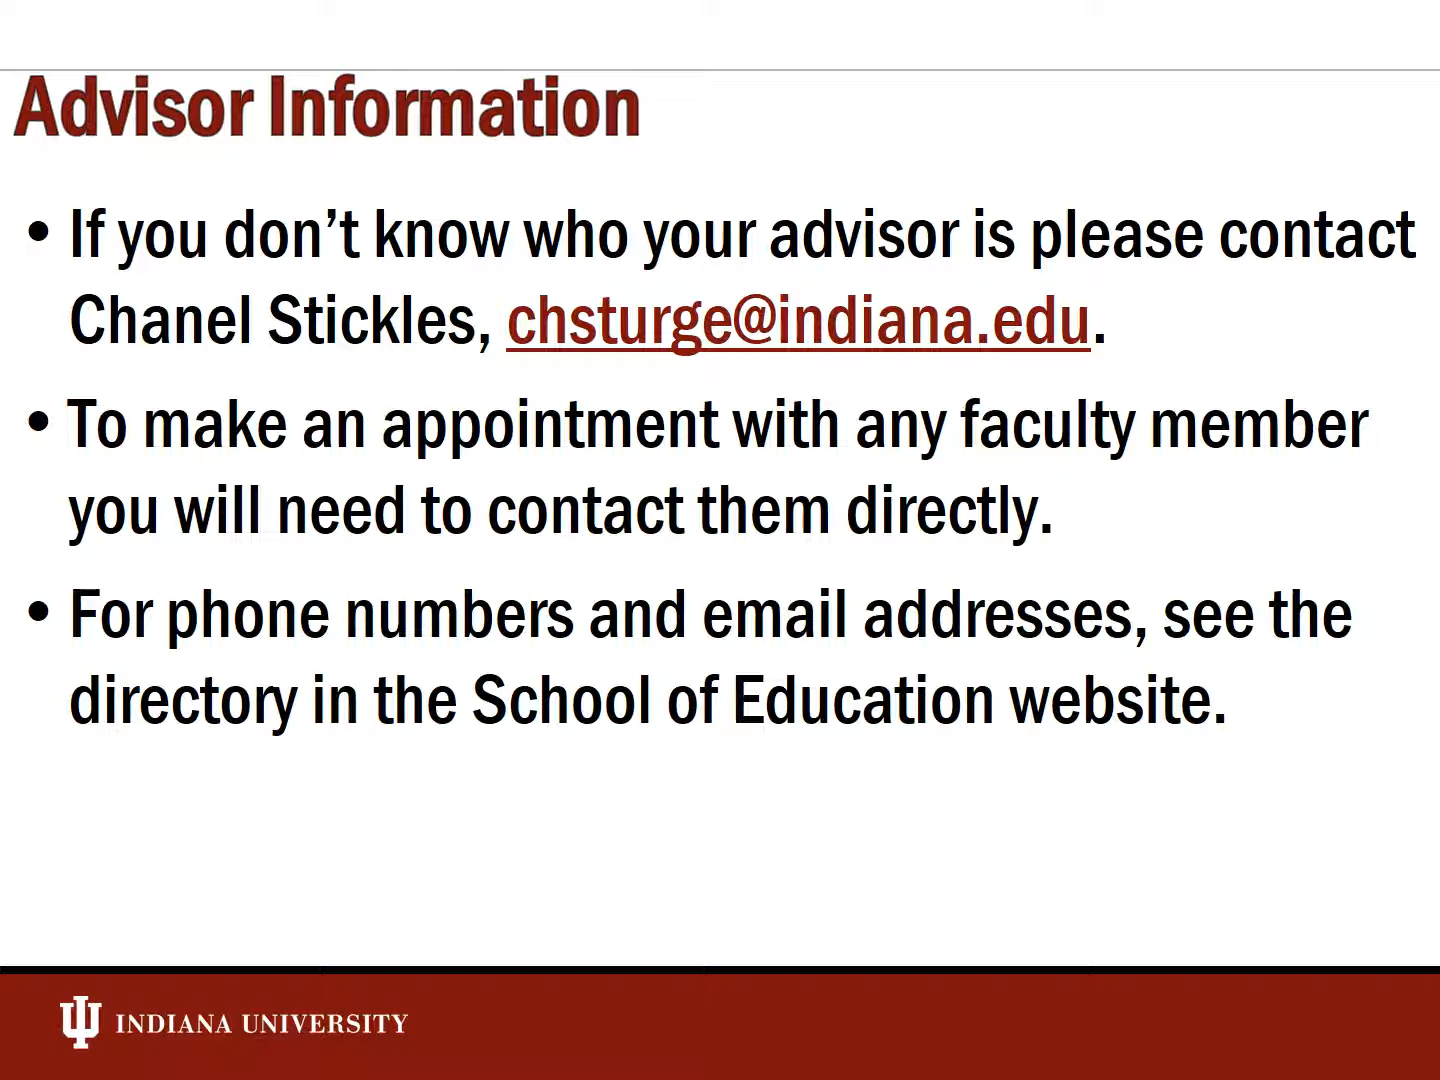 Advisor Information
• If you don’t know who your advisor is please contact
Chanel Stickles, chsturge@indiana.edu.
• To make an appointment with any faculty member
you will need to contact them directly.
• For phone numbers and email addresses, see the
directory in the School of Education website.
INDIANA UNIVERSITY